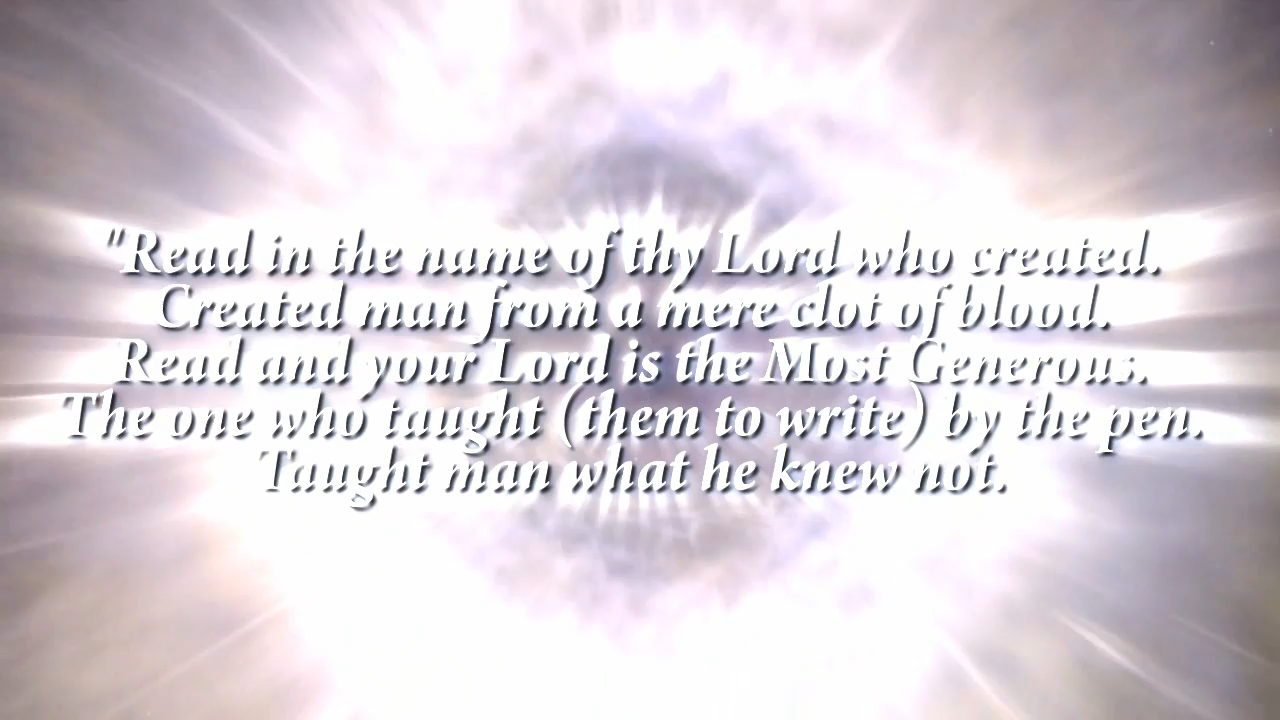 "Read in the name of thy Lord who created.
Created man from a mere clot of blood.
Read and your Lord is the Most Generous.
The one who taught (them to write) by the pen.
Taught man what he knew not.